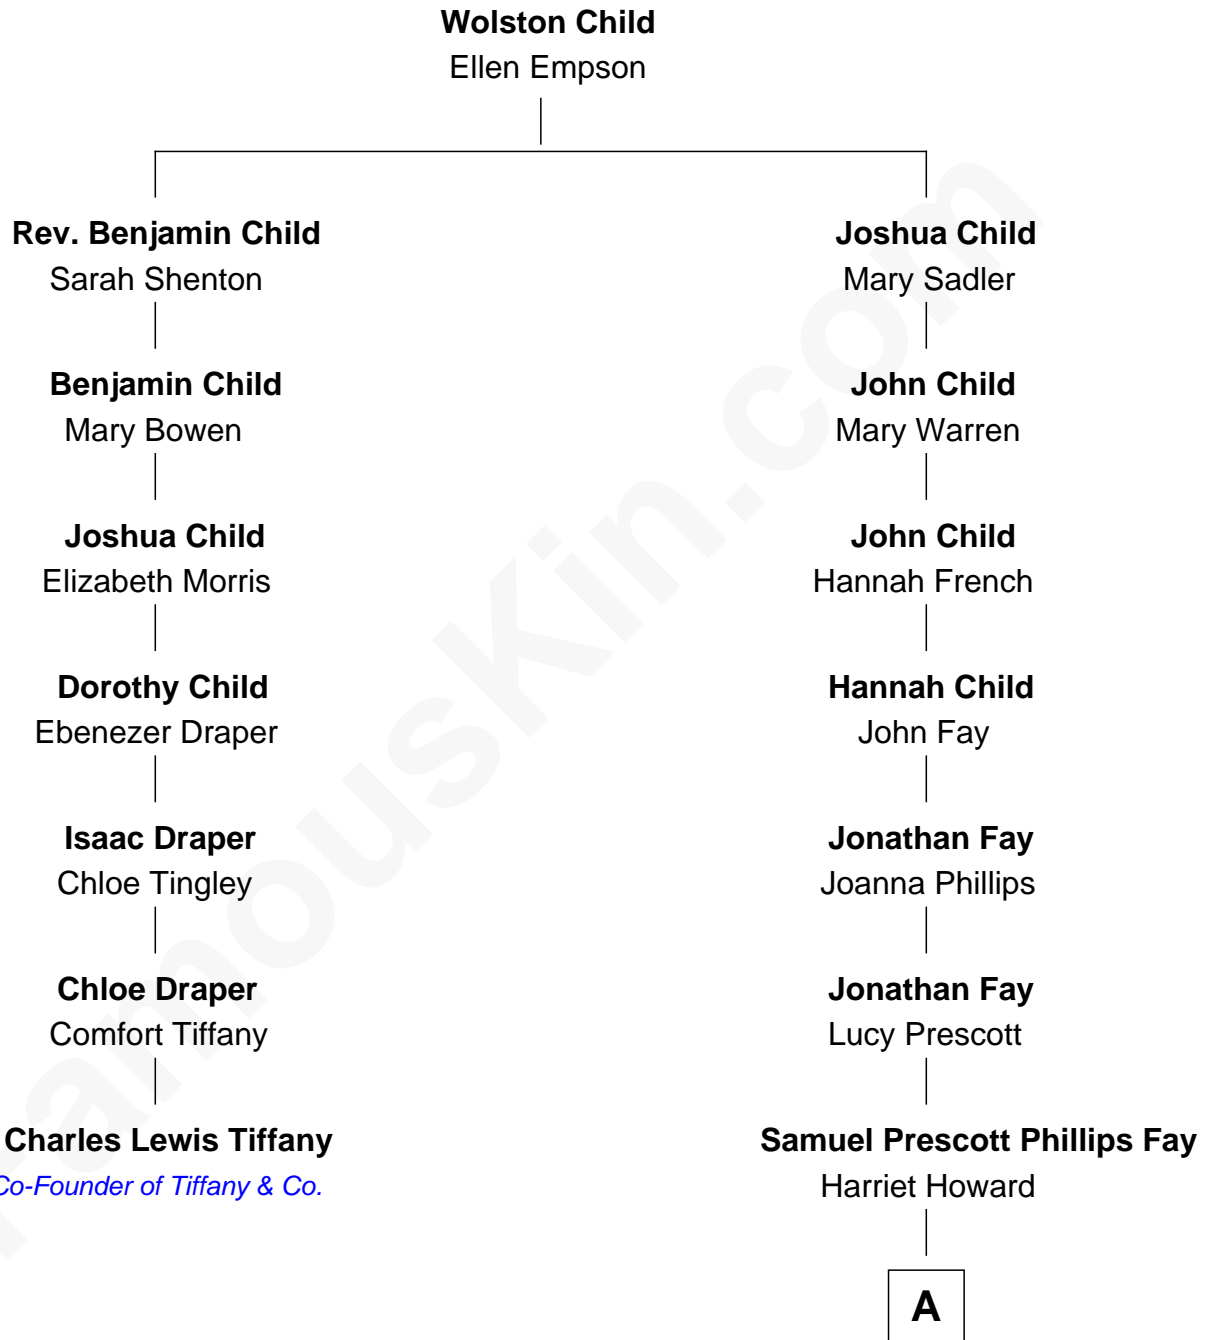 Wolston Child
Ellen Empson
Rev. Benjamin Child
Sarah Shenton
Joshua Child
Mary Sadler
Benjamin Child
Mary Bowen
John Child
Mary Warren
Joshua Child
Elizabeth Morris
John Child
Hannah French
Dorothy Child
Ebenezer Draper
Hannah Child
John Fay
Isaac Draper
Chloe Tingley
Jonathan Fay
Joanna Phillips
Chloe Draper
Comfort Tiffany
Jonathan Fay
Lucy Prescott
Charles Lewis Tiffany
Co-Founder of Tiffany & Co.
Samuel Prescott Phillips Fay
Harriet Howard
A
FamousKin.com